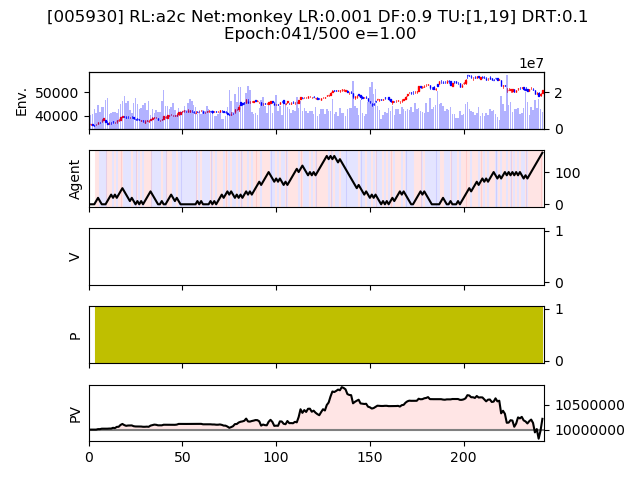 [005930] RL:a2c Net:monkey LR:0.001 DF:0.9 TU:[1,19] DRT:0.1
Epoch:041/500 e=1.00
1e7
Env.
50000
40000
2
0
Agent
100
0
V
1
0
P
1
0
PV
10500000
10000000
0 50 100 150 200